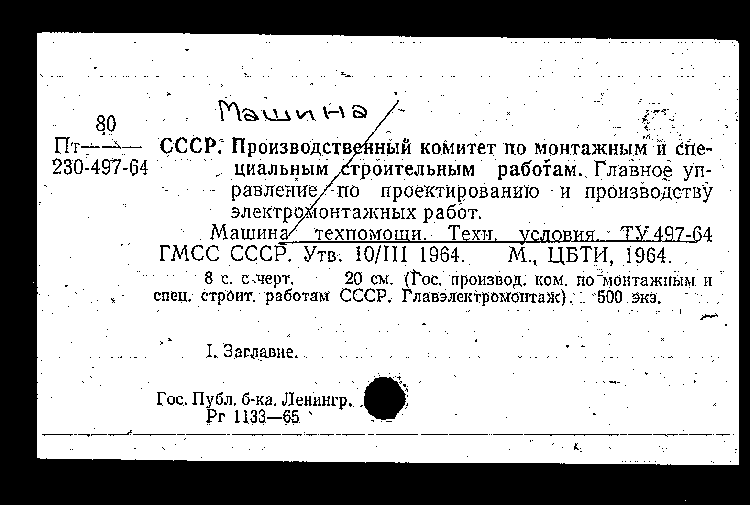 Машина
80
Пт——
230-497-64
СССР. Производственный комитет по монтажным и спе-
циальным строительным работам. Главное уп-
равление по проектированию и производству
электромонтажных работ.
Машина техпомощи. Техн. условия. ТУ 497-64
ГМСС СССР. Утв. 10/III 1964. М., ЦБТИ, 1964.
8 с. с черт. 20 см. (Гос. производ. ком. по монтажным и
спец. строит. работам СССР. Главэлектромонтаж). 500 экз.
I. Заглавие.
Гос. Публ. б-ка. Ленингр.
Рг 1133—65